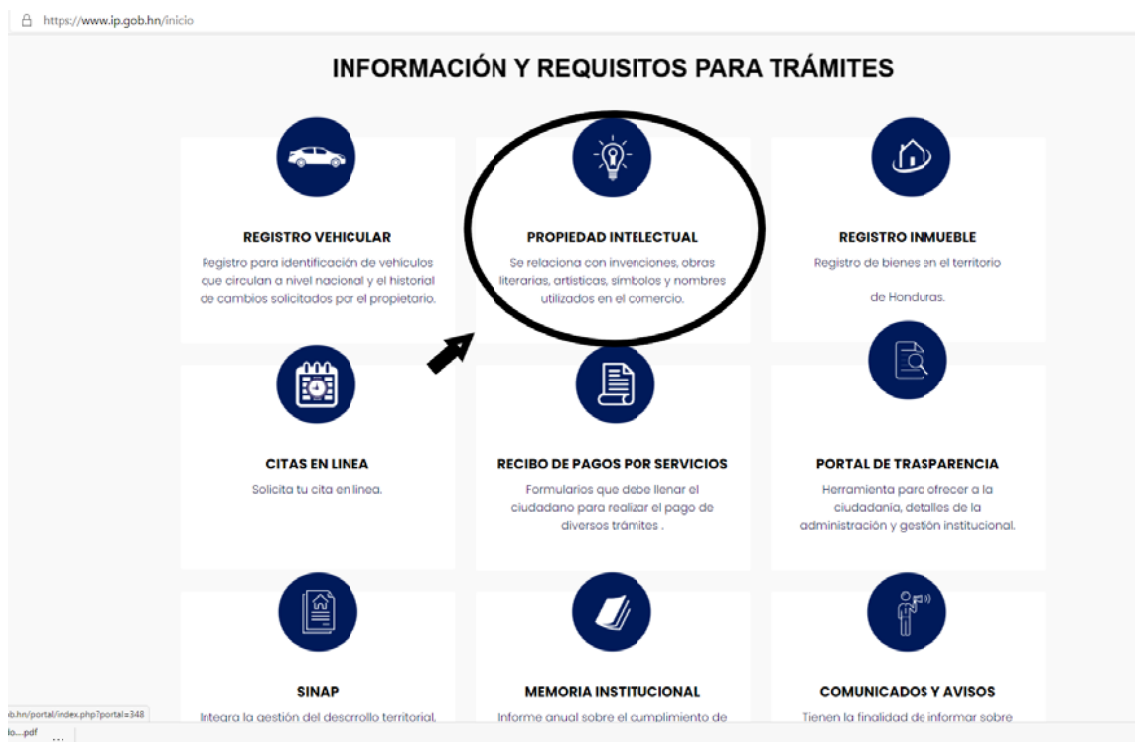 https://www.ip.gob.hn/inicio
INFORMACIÓN Y REQUISITOS PARA TRÁMITES
REGISTRO VEHICULAR
Registro para identificación de vehículos
que circulan a nivel nacional y el historial
de cambios solicitados por el propietario.
PROPIEDAD INTELECTUAL
Se relaciona con invenciones, obras
literarias, artísticas, símbolos y nombres
utilizados en el comercio.
REGISTRO INMUEBLE
Registro de bienes en el territorio
de Honduras.
CITAS EN LINEA
Solicita tu cita en linea.
RECIBO DE PAGOS POR SERVICIOS
Formularios que debe llenar el
ciudadano para realizar el pago de
diversos trámites .
PORTAL DE TRASPARENCIA
Herramienta para ofrecer a la
ciudadanía, detalles de la
administración y gestión institucional.
SINAP
Integra la gestión del desarrollo territorial,
MEMORIA INSTITUCIONAL
Informe anual sobre el cumplimiento de
COMUNICADOS Y AVISOS
Tienen la finalidad de informar sobre
ob.hn/portal/index.php?portal=348
lo....pdf